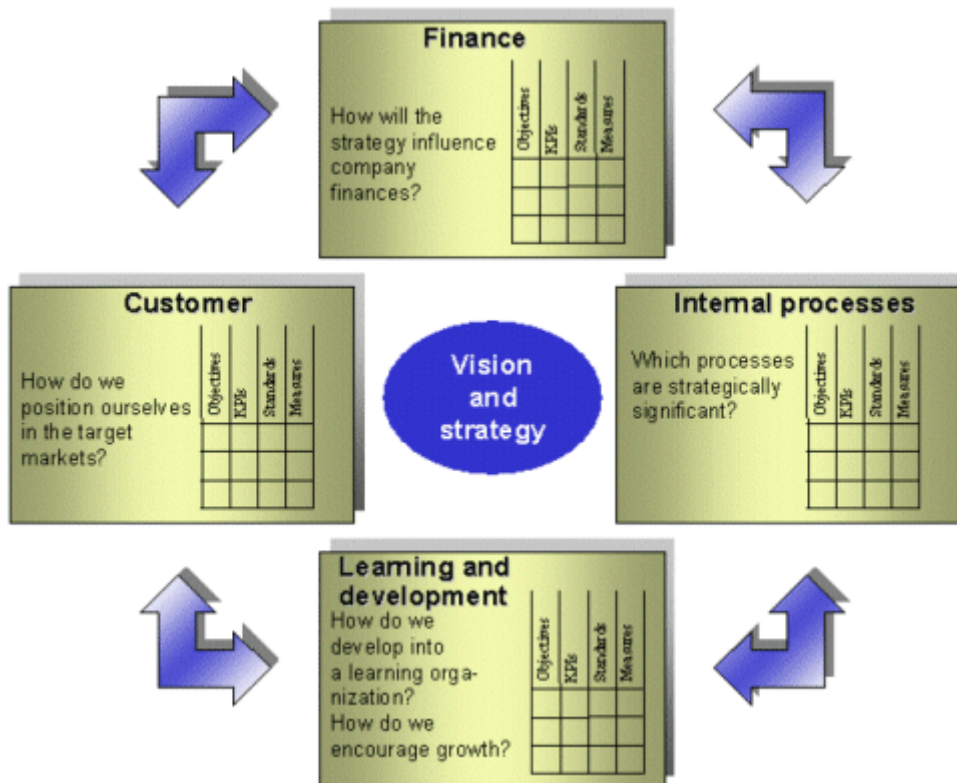 Finance
How will the
strategy influence
company
finances?
Objectives
KPIs
Standards
Measures
Customer
How do we
position ourselves
in the target
markets?
Objectives
KPIs
Standards
Measures
Vision
and
strategy
Internal processes
Which processes
are strategically
significant?
Objectives
KPIs
Standards
Measures
Learning and
development
How do we
develop into
a learning orga-
nization?
How do we
encourage growth?
Objectives
KPIs
Standards
Measures